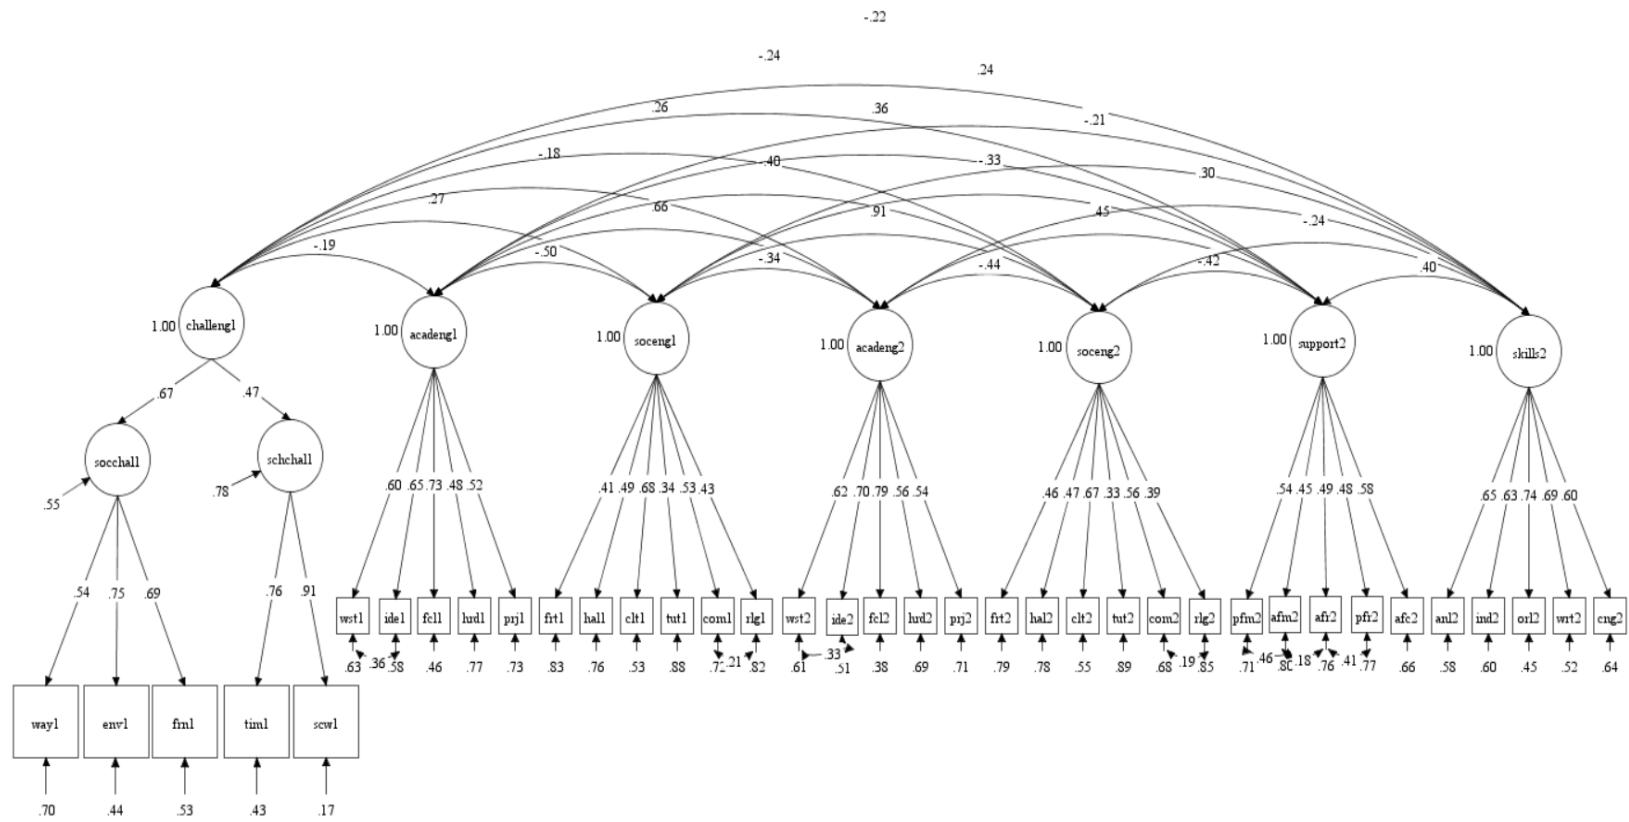 -.22
-.24
.24
.26
.36
-.21
-.18
.40
-.33
.30
.27
.66
.91
.45
-.24
-.19
-.50
-.34
-.44
-.42
.40
1.00 challeng1
1.00 acadeng1
1.00 soceng1
1.00 acadeng2
1.00 soceng2
1.00 support2
1.00 skills2
.67 .47
socchall schchall
.55 .78
.60 .65 .73 .48 .52
.41 .49 .68 .34 .53 .43
.62 .70 .79 .56 .54
.46 .47 .67 .33 .56 .39
.54 .45 .49 .48 .58
.65 .63 .74 .69 .60
.54 .75 .69 .76 .91
wst1 ide1 fcl1 hrd1 prj1 frt1 hal1 clt1 tut1 com1 rlg1 wst2 ide2 fcl2 hrd2 prj2 frt2 hal2 clt2 tut2 com2 rlg2 pfm2 afm2 afr2 pfr2 afc2 anl2 ind2 orl2 wrt2 cng2
.63 .36 .58 .46 .77 .73 .83 .76 .53 .88 .72 .21 .82 .61 .33 .51 .38 .69 .71 .79 .78 .55 .89 .68 .19 .85 .71 .46 .80 .18 .76 .41 .77 .66 .58 .60 .45 .52 .64
way1 env1 frn1 tim1 scw1
.70 .44 .53 .43 .17